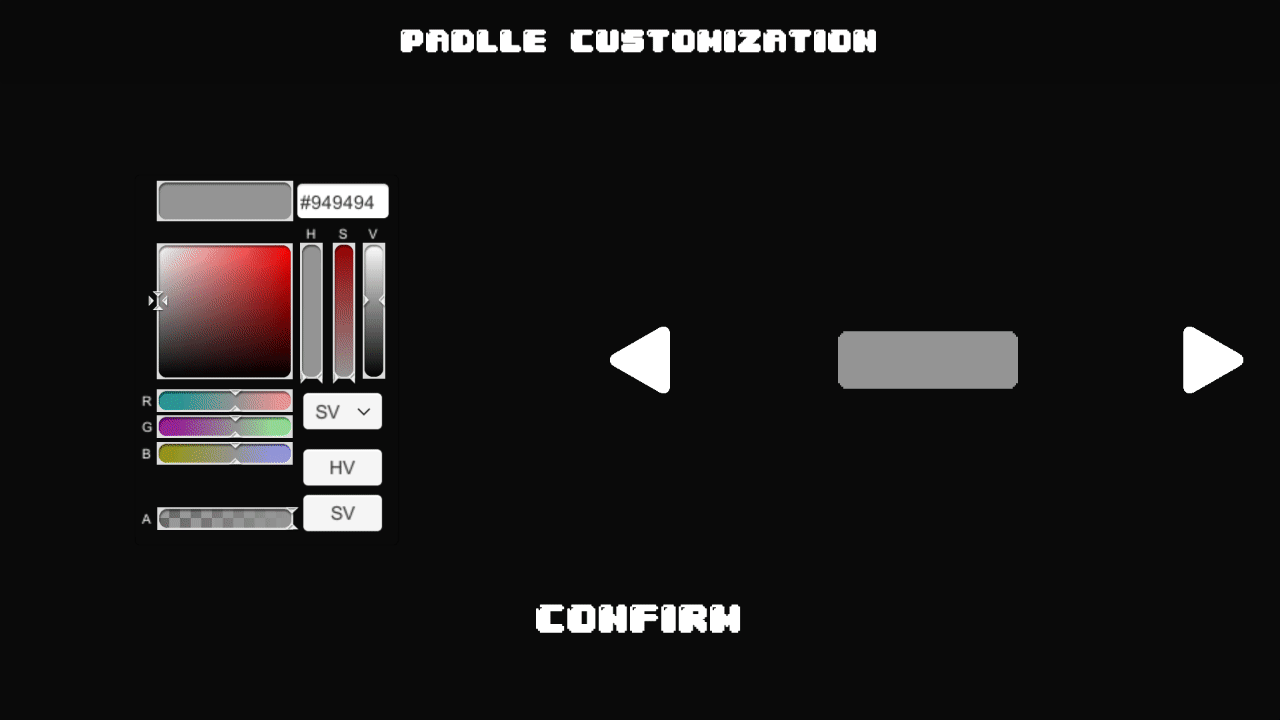 PADLLE CUSTOMIZATION
#949494
H S V
R
SV
G
B
HV
A
SV
CONFIRM